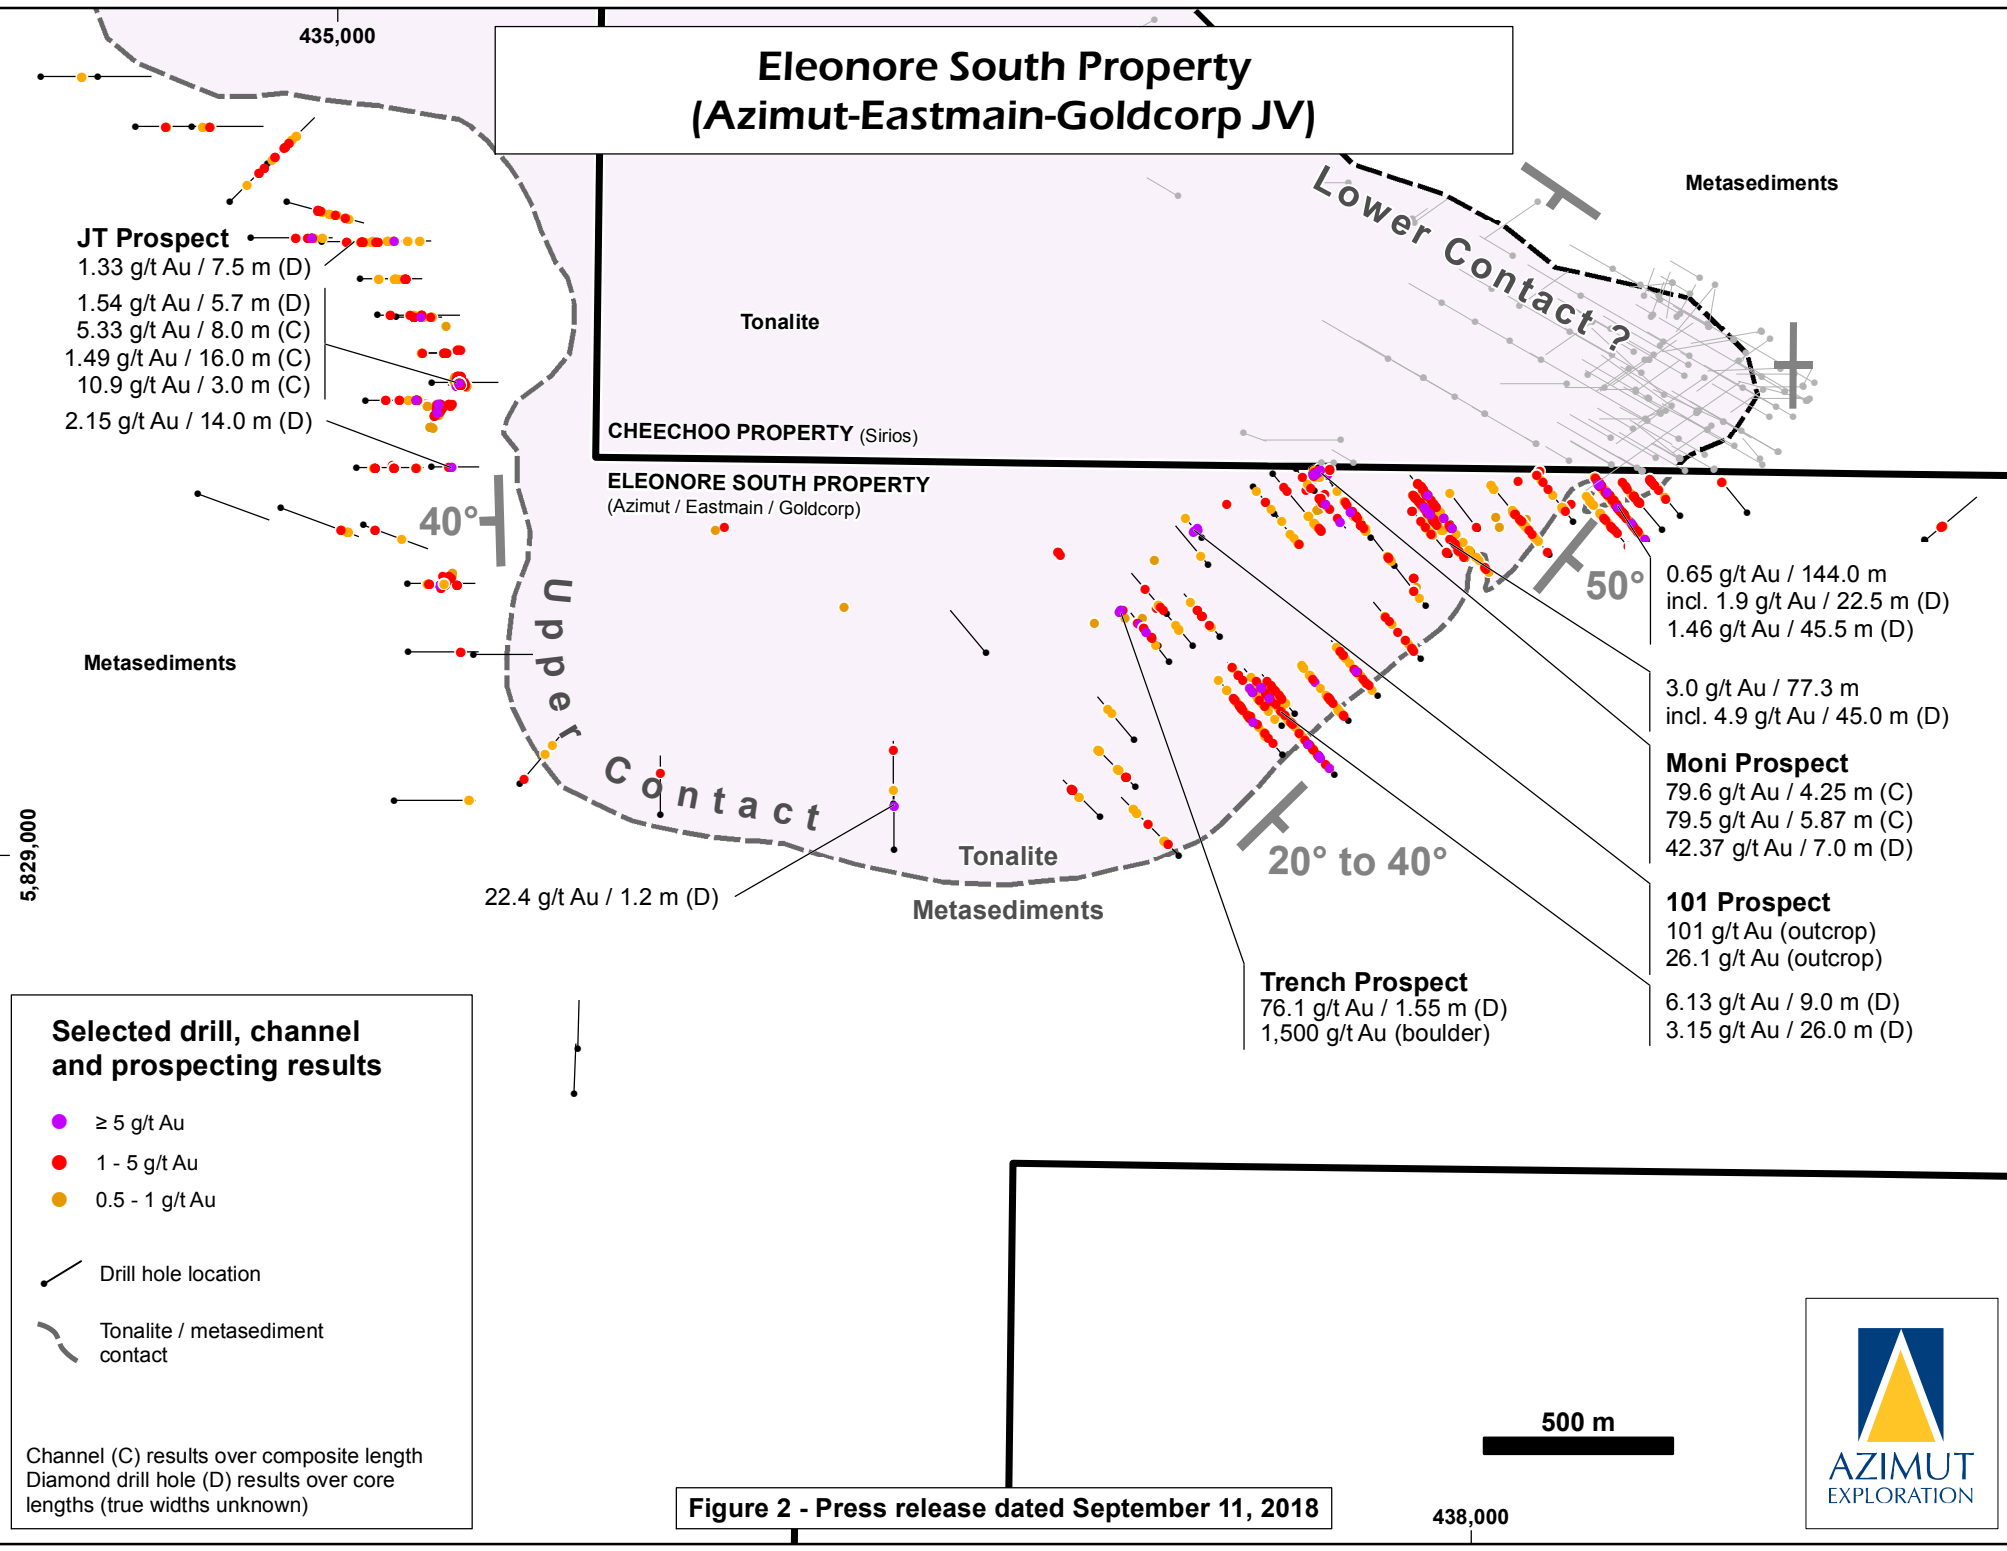 435,000
Eleonore South Property
(Azimut-Eastmain-Goldcorp JV)
Metasediments
Lower Contact ?
JT Prospect
1.33 g/t Au / 7.5 m (D)
1.54 g/t Au / 5.7 m (D)
5.33 g/t Au / 8.0 m (C)
1.49 g/t Au / 16.0 m (C)
10.9 g/t Au / 3.0 m (C)
2.15 g/t Au / 14.0 m (D)
Tonalite
CHEECHOO PROPERTY (Sirios)
ELEONORE SOUTH PROPERTY
(Azimut / Eastmain / Goldcorp)
40°
50°
Upper Contact
Metasediments
0.65 g/t Au / 144.0 m
incl. 1.9 g/t Au / 22.5 m (D)
1.46 g/t Au / 45.5 m (D)
3.0 g/t Au / 77.3 m
incl. 4.9 g/t Au / 45.0 m (D)
Moni Prospect
79.6 g/t Au / 4.25 m (C)
79.5 g/t Au / 5.87 m (C)
42.37 g/t Au / 7.0 m (D)
5,829,000
Tonalite
20° to 40°
22.4 g/t Au / 1.2 m (D)
Metasediments
101 Prospect
101 g/t Au (outcrop)
26.1 g/t Au (outcrop)
Trench Prospect
76.1 g/t Au / 1.55 m (D)
1,500 g/t Au (boulder)
6.13 g/t Au / 9.0 m (D)
3.15 g/t Au / 26.0 m (D)
Selected drill, channel
and prospecting results
≥ 5 g/t Au
1 - 5 g/t Au
0.5 - 1 g/t Au
Drill hole location
Tonalite / metasediment
contact
Channel (C) results over composite length
Diamond drill hole (D) results over core
lengths (true widths unknown)
500 m
Figure 2 - Press release dated September 11, 2018
438,000
AZIMUT
EXPLORATION